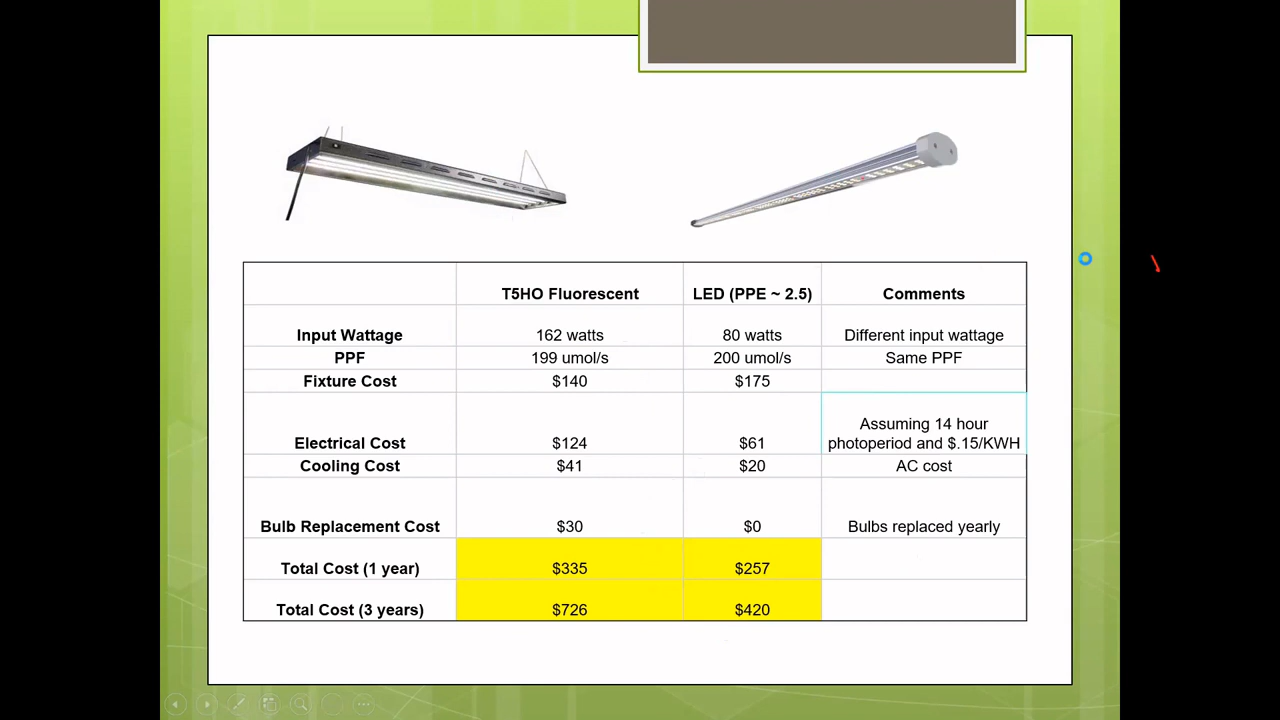 T5HO Fluorescent LED (PPE ~ 2.5) Comments
Input Wattage 162 watts 80 watts Different input wattage
PPF 199 umol/s 200 umol/s Same PPF
Fixture Cost $140 $175
Electrical Cost $124 $61 Assuming 14 hour
photoperiod and $.15/KWH
Cooling Cost $41 $20 AC cost
Bulb Replacement Cost $30 $0 Bulbs replaced yearly
Total Cost (1 year) $335 $257
Total Cost (3 years) $726 $420